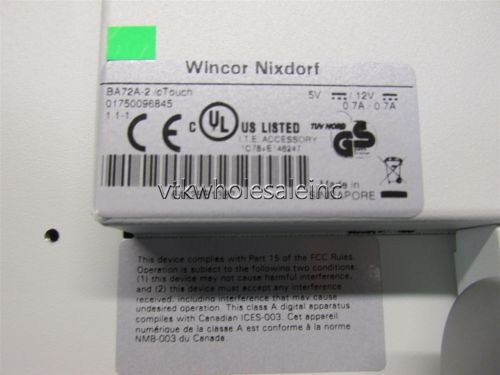 Wincor Nixdorf
BA72A-2 /cTouch
01750096845
1.1-1
5V / 12V
0.7A 0.7A
CE
c UL US LISTED
I.T.E. ACCESSORY
TUV NORD
GS
Made in
SINGAPORE
vtkwholesaleinc
This device complies with Part 15 of the FCC Rules.
Operation is subject to the following two conditions:
(1) this device may not cause harmful interference,
and (2) this device must accept any interference
received, including interference that may cause
undesired operation. This class A digital apparatus
complies with Canadian ICES-003. Cet appareil
numérique de la classe A est conforme à la norme
NMB-003 du Canada.